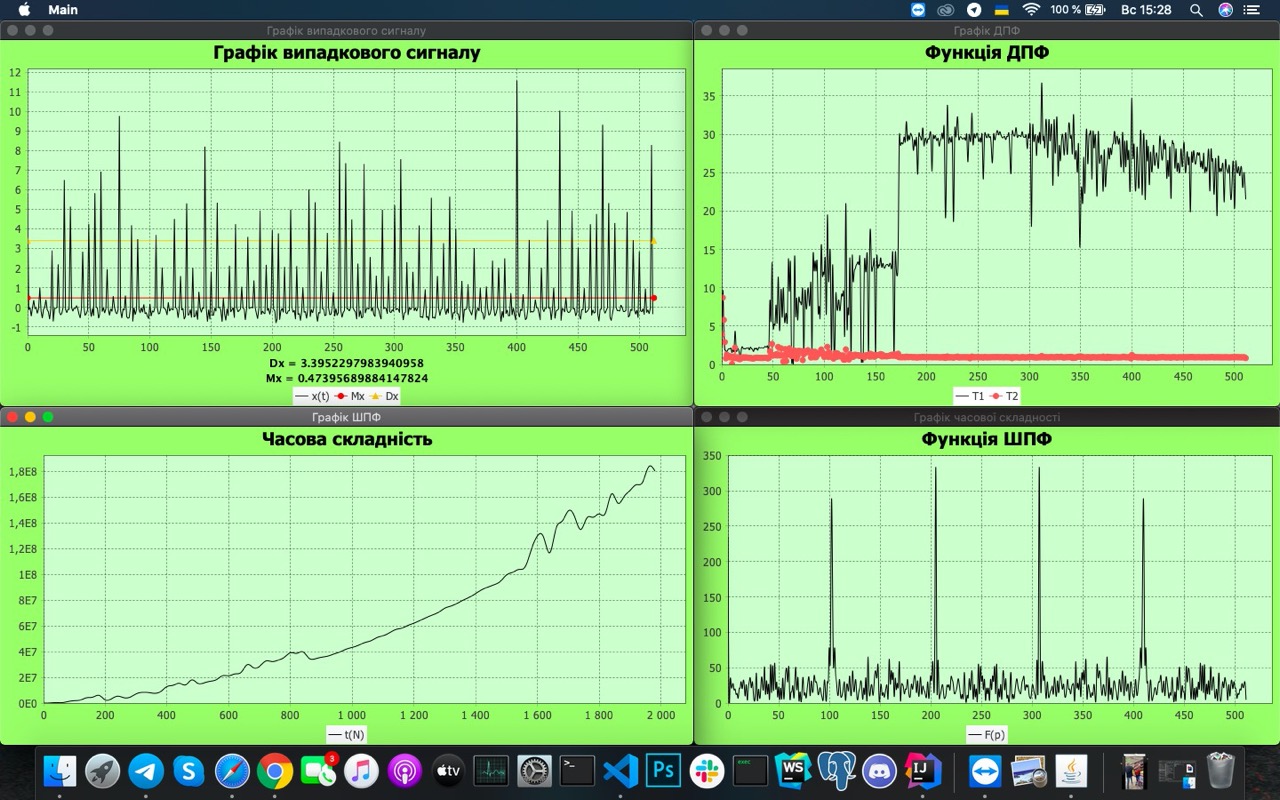 Main
100 %
Вс 15:28
Графік випадкового сигналу
Графік випадкового сигналу
12
11
10
9
8
7
6
5
4
3
2
1
0
-1
0 50 100 150 200 250 300 350 400 450 500
Dx = 3.3952297983940958
Mx = 0.47395689884147824
x(t) Mx Dx
Графік ДПФ
Функція ДПФ
35
30
25
20
15
10
5
0
0 50 100 150 200 250 300 350 400 450 500
T1 T2
Графік ШПФ
Часова складність
1,8E8
1,6E8
1,4E8
1,2E8
1E8
8E7
6E7
4E7
2E7
0E0
0 200 400 600 800 1 000 1 200 1 400 1 600 1 800 2 000
t(N)
Графік часової складності
Функція ШПФ
350
300
250
200
150
100
50
0
0 50 100 150 200 250 300 350 400 450 500
F(p)
3
tv
>_
Ps
exec
WS
IJ